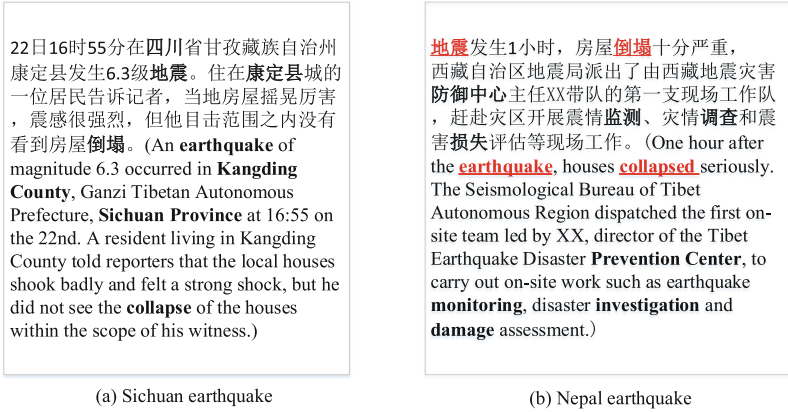 22日16时55分在四川省甘孜藏族自治州
康定县发生6.3级地震。住在康定县城的
一位居民告诉记者，当地房屋摇晃厉害
，震感很强烈，但他目击范围之内没有
看到房屋倒塌。(An earthquake of
magnitude 6.3 occurred in Kangding
County, Ganzi Tibetan Autonomous
Prefecture, Sichuan Province at 16:55 on
the 22nd. A resident living in Kangding
County told reporters that the local houses
shook badly and felt a strong shock, but he
did not see the collapse of the houses
within the scope of his witness.)
(a) Sichuan earthquake
地震发生1小时，房屋倒塌十分严重，
西藏自治区地震局派出了由西藏地震灾害
防御中心主任XX带队的第一支现场工作队
，赶赴灾区开展震情监测、灾情调查和震
害损失评估等现场工作。(One hour after
the earthquake, houses collapsed seriously.
The Seismological Bureau of Tibet
Autonomous Region dispatched the first on-
site team led by XX, director of the Tibet
Earthquake Disaster Prevention Center, to
carry out on-site work such as earthquake
monitoring, disaster investigation and
damage assessment.）
(b) Nepal earthquake